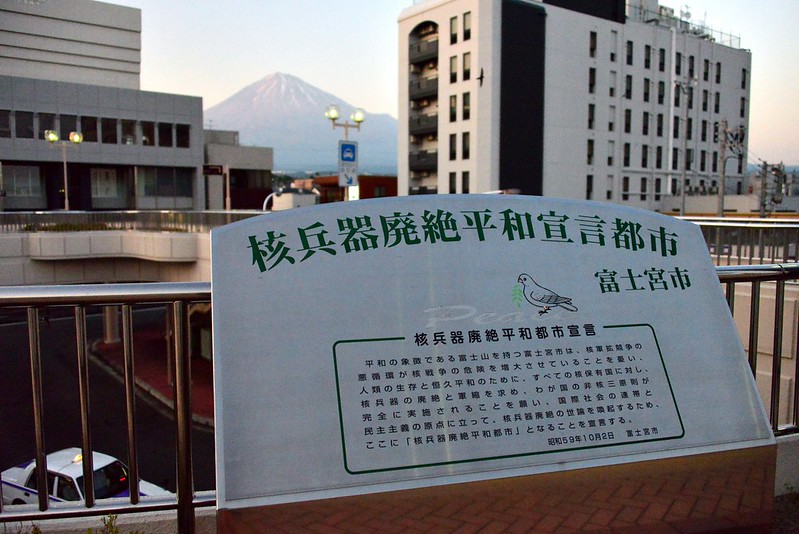 核兵器廃絶平和宣言都市
富士宮市
Peace
核兵器廃絶平和都市宣言
平和の象徴である富士山を持つ富士宮市は、核軍拡競争の
悪循環が核戦争の危険を増大させていることを憂い、
人類の生存と恒久平和のために、すべての核保有国に対し、
核兵器の廃絶と軍縮を求め、わが国の非核三原則が
完全に実施されることを願い、国際社会の連帯と
民主主義の原点に立って、核兵器廃絶の世論を喚起するため、
ここに「核兵器廃絶平和都市」となることを宣言する。
昭和59年10月2日 富士宮市